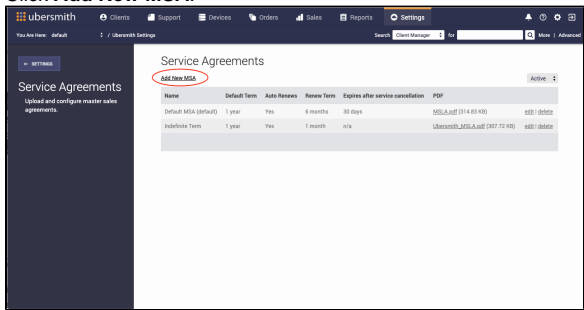 Click Add New MSA.
ubersmith Clients Support Devices Orders Sales Reports Settings
You Are Here: default / Ubersmith Settings Search Client Manager for More | Advanced
← SETTINGS
Service Agreements
Upload and configure master sales
agreements.
Service Agreements
Add New MSA
Active
Name Default Term Auto Renews Renew Term Expires after service cancellation PDF
Default MSA (default) 1 year Yes 6 months 30 days MSLA.pdf (314.83 KB) edit | delete
Indefinite Term 1 year Yes 1 month n/a Ubersmith_MSLA.pdf (307.72 KB) edit | delete